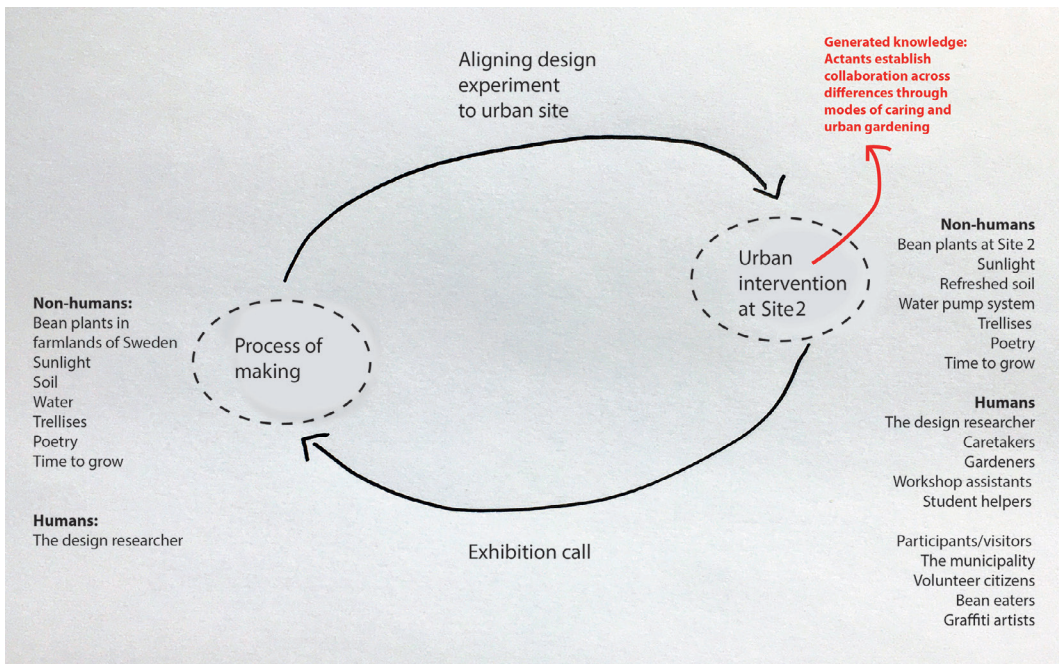 Aligning design
experiment
to urban site
Generated knowledge:
Actants establish
collaboration across
differences through
modes of caring and
urban gardening
Non-humans:
Bean plants in
farmlands of Sweden
Sunlight
Soil
Water
Trellises
Poetry
Time to grow
Humans:
The design researcher
Process of
making
Urban
intervention
at Site2
Non-humans
Bean plants at Site 2
Sunlight
Refreshed soil
Water pump system
Trellises
Poetry
Time to grow
Humans
The design researcher
Caretakers
Gardeners
Workshop assistants
Student helpers
Participants/visitors
The municipality
Volunteer citizens
Bean eaters
Graffiti artists
Exhibition call